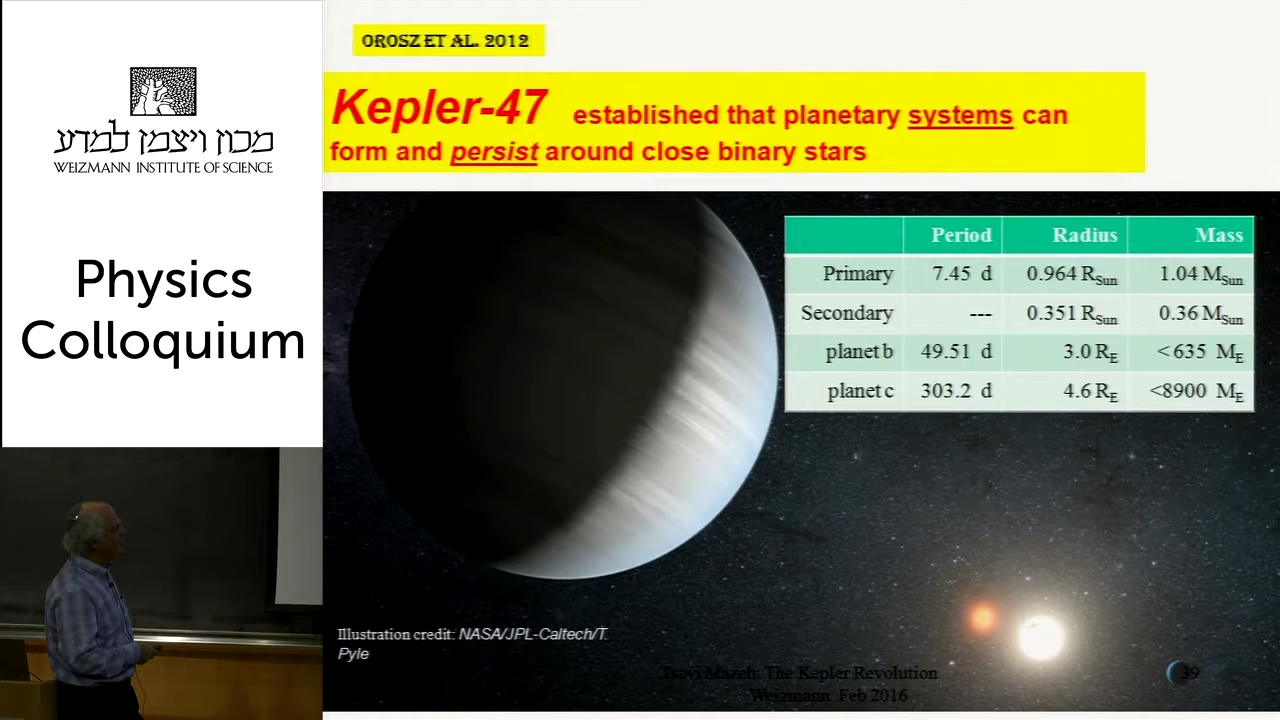 מכון ויצמן למדע
WEIZMANN INSTITUTE OF SCIENCE
Physics
Colloquium
OROSZ ET AL. 2012
Kepler-47 established that planetary systems can
form and persist around close binary stars
Period Radius Mass
Primary 7.45 d 0.964 RSun 1.04 MSun
Secondary --- 0.351 RSun 0.36 MSun
planet b 49.51 d 3.0 RE <635 ME
planet c 303.2 d 4.6 RE <8900 ME
Illustration credit: NASA/JPL-Caltech/T.
Pyle
Tsevi Mazeh: The Kepler Revolution
Weizmann Feb 2016
39